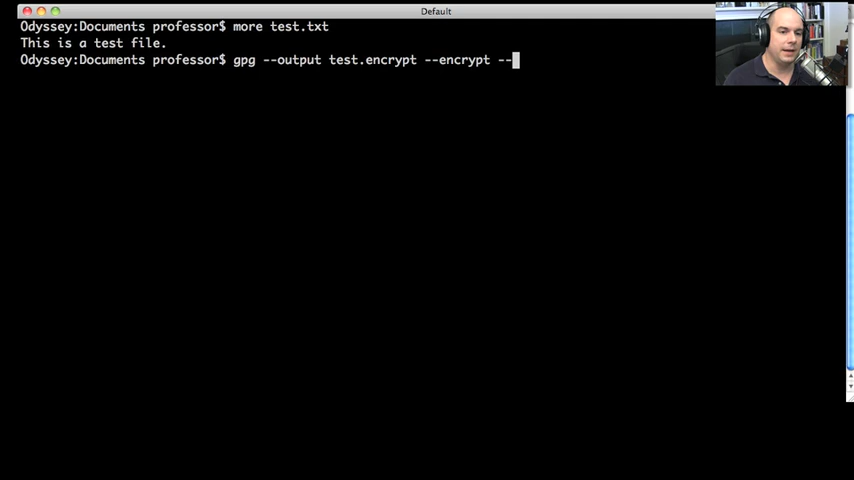 Default
Odyssey:Documents professor$ more test.txt
This is a test file.
Odyssey:Documents professor$ gpg --output test.encrypt --encrypt --